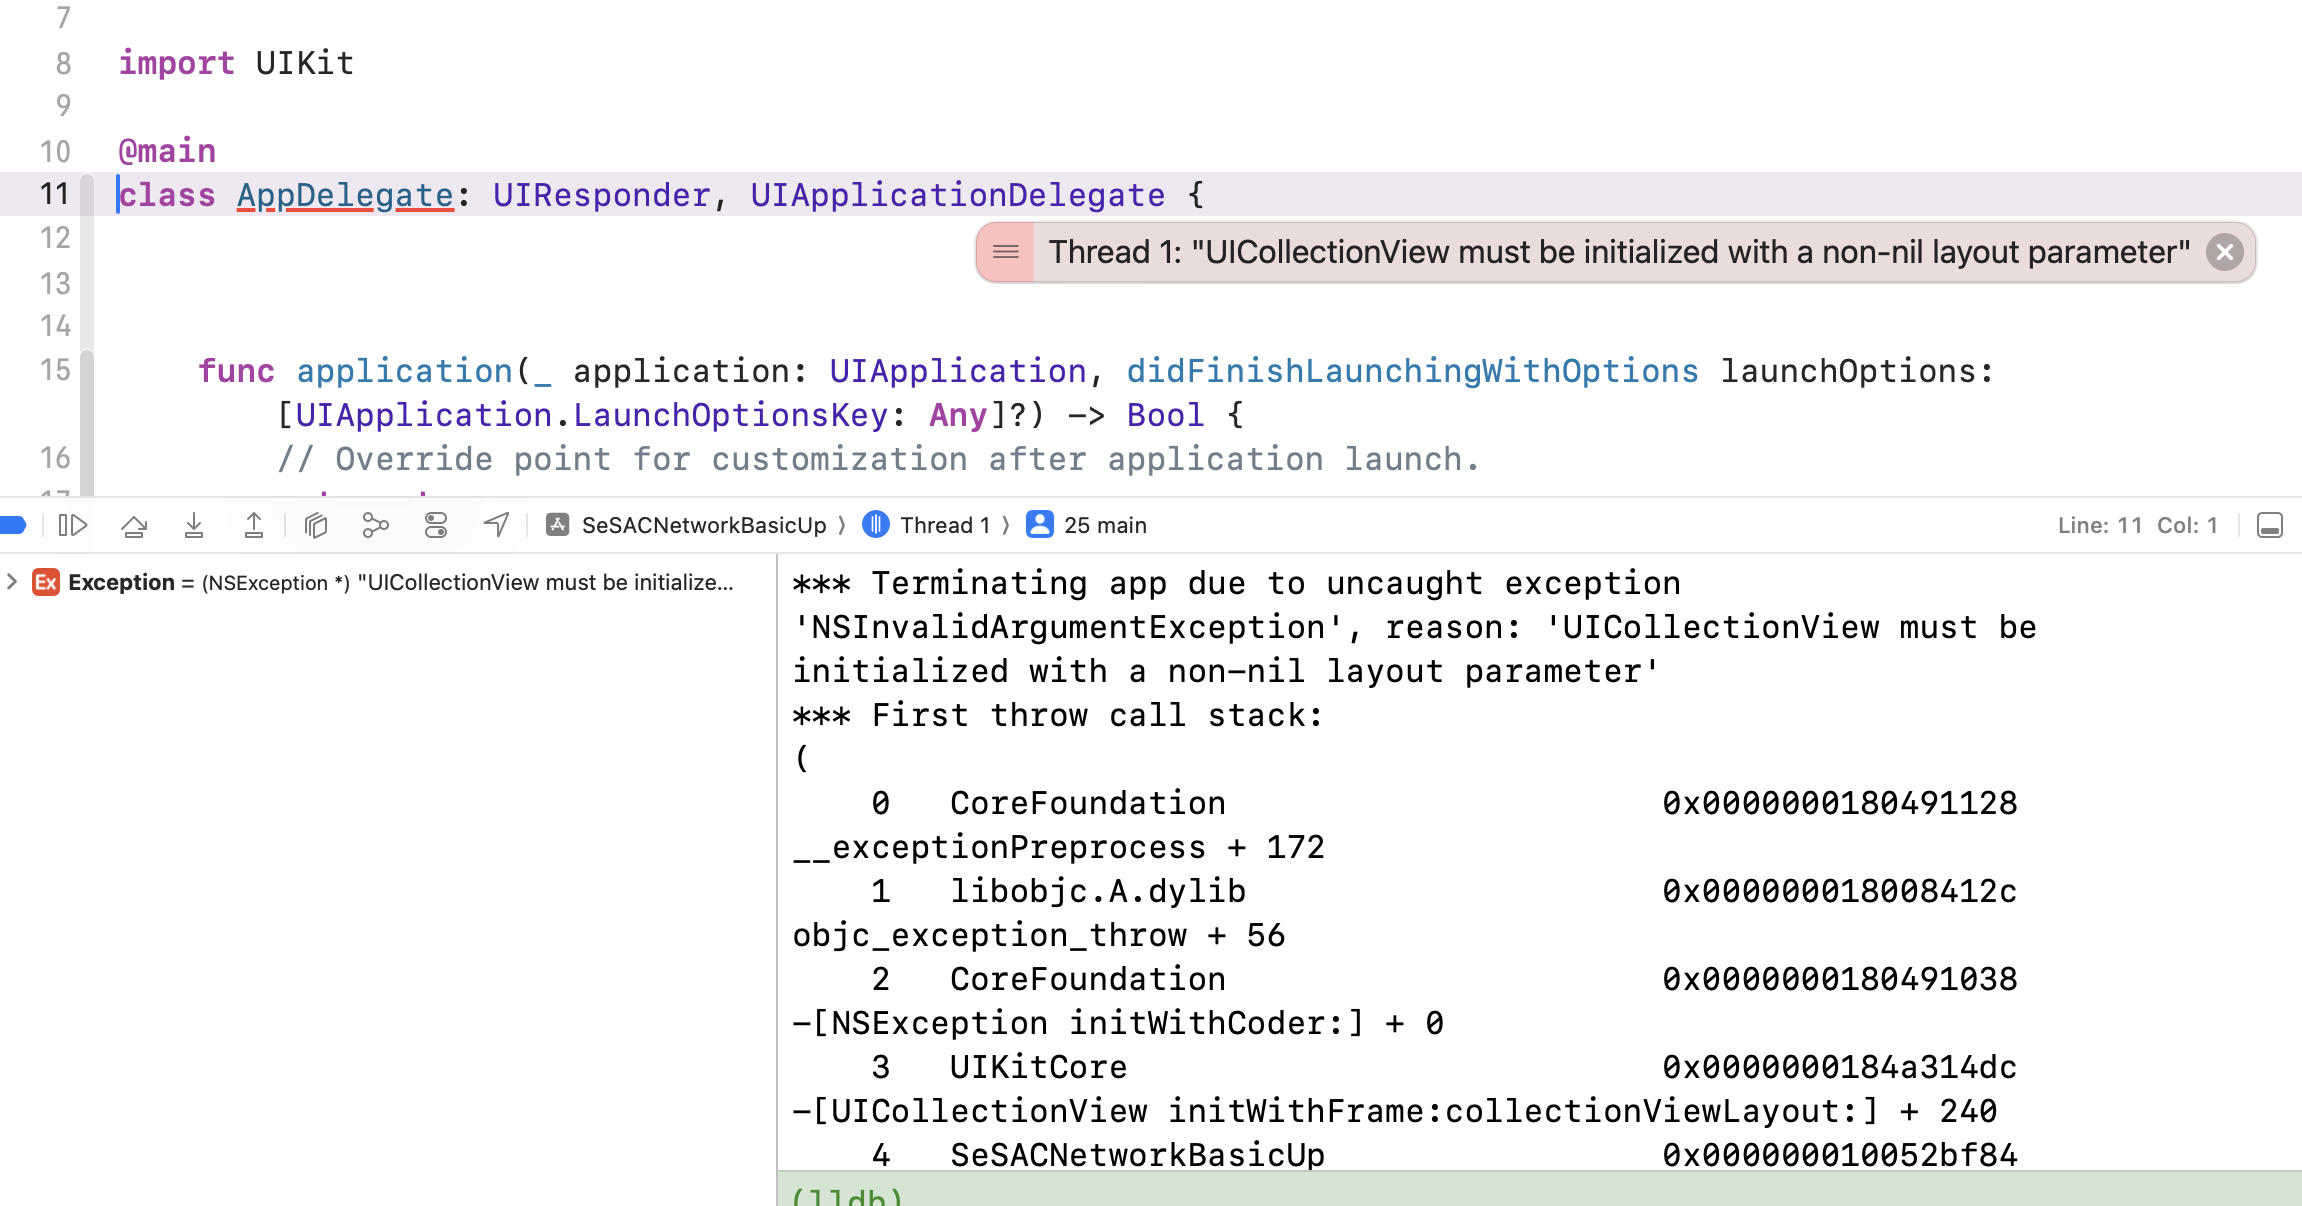 7
8 import UIKit
9
10 @main
11 class AppDelegate: UIResponder, UIApplicationDelegate {
12
Thread 1: "UICollectionView must be initialized with a non-nil layout parameter"
13
14
15 func application(_ application: UIApplication, didFinishLaunchingWithOptions launchOptions:
[UIApplication.LaunchOptionsKey: Any]?) -> Bool {
16 // Override point for customization after application launch.
SeSACNetworkBasicUp ⟩ Thread 1 ⟩ 25 main
Line: 11 Col: 1
Ex Exception = (NSException *) "UICollectionView must be initialize...
*** Terminating app due to uncaught exception
'NSInvalidArgumentException', reason: 'UICollectionView must be
initialized with a non-nil layout parameter'
*** First throw call stack:
(
0 CoreFoundation 0x0000000180491128
__exceptionPreprocess + 172
1 libobjc.A.dylib 0x000000018008412c
objc_exception_throw + 56
2 CoreFoundation 0x0000000180491038
-[NSException initWithCoder:] + 0
3 UIKitCore 0x0000000184a314dc
-[UICollectionView initWithFrame:collectionViewLayout:] + 240
4 SeSACNetworkBasicUp 0x000000010052bf84
(lldb)